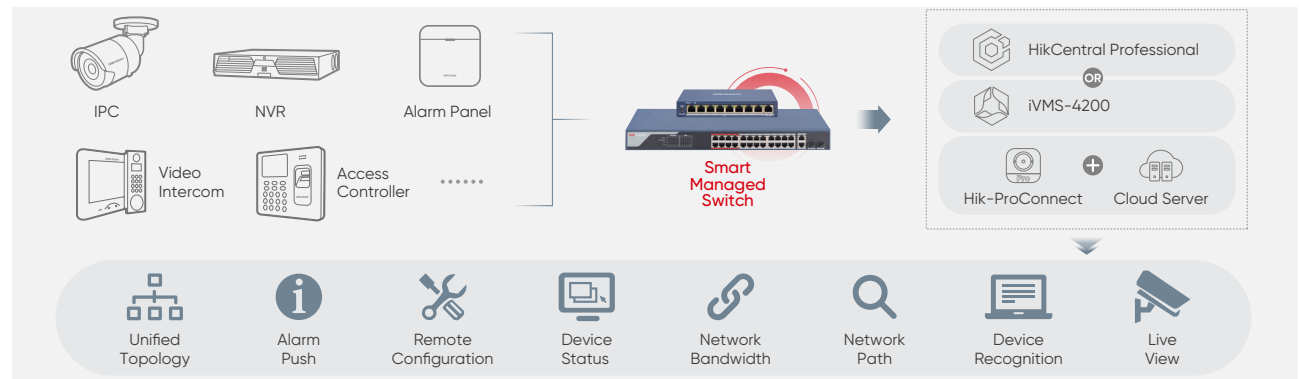 IPC
NVR
Alarm Panel
Video
Intercom
Access
Controller
......
Smart
Managed
Switch
HikCentral Professional
OR
iVMS-4200
Pro
Hik-ProConnect
Cloud Server
Unified
Topology
Alarm
Push
Remote
Configuration
Device
Status
Network
Bandwidth
Network
Path
Device
Recognition
Live
View